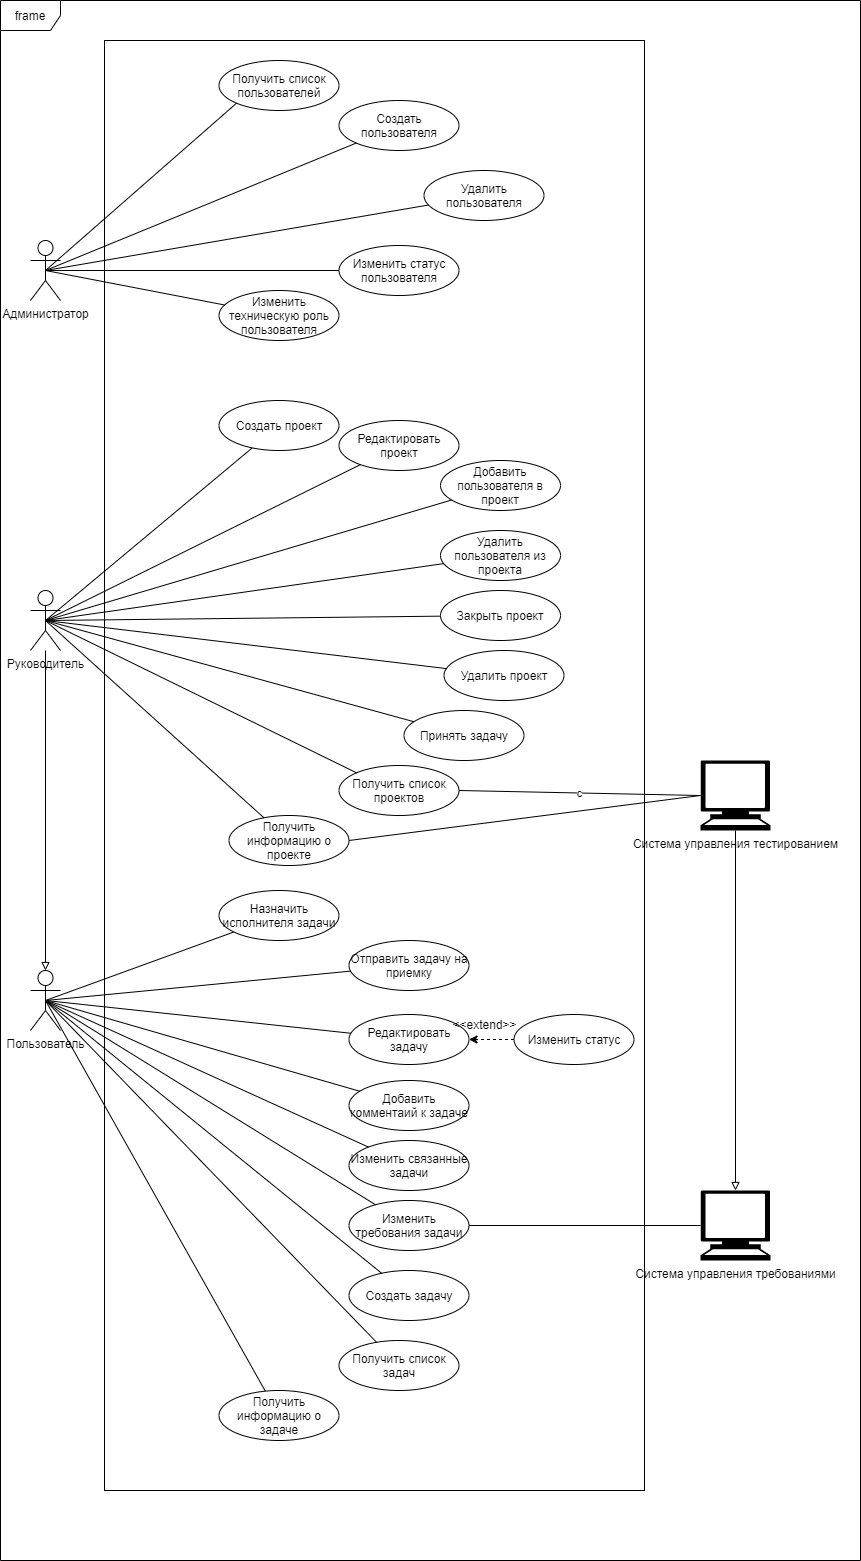 frame
Получить список
пользователей
Создать
пользователя
Удалить
пользователя
Изменить статус
пользователя
Администратор
Изменить
техническую роль
пользователя
Создать проект
Редактировать
проект
Добавить
пользователя в
проект
Удалить
пользователя из
проекта
Закрыть проект
Руководитель
Удалить проект
Принять задачу
Получить список
проектов
с
Получить
информацию о
проекте
Система управления тестированием
Назначить
исполнителя задачи
Отправить задачу на
приемку
Пользователь
Редактировать
задачу
<<extend>>
Изменить статус
Добавить
комментаий к задаче
Изменить связанные
задачи
Изменить
требования задачи
Система управления требованиями
Создать задачу
Получить список
задач
Получить
информацию о
задаче